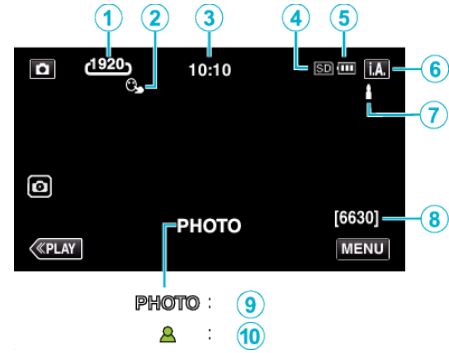 1 2 3 4 5
1920 10:10 SD i.A. 6
7
[6630] 8
PHOTO
≪PLAY MENU
PHOTO : 9
: 10